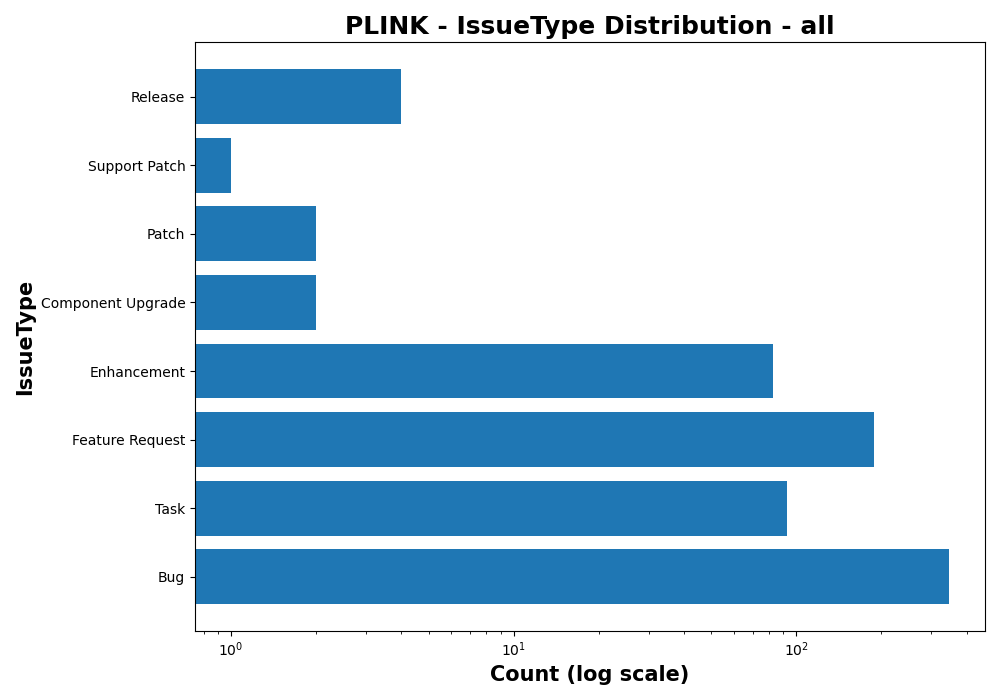 PLINK - IssueType Distribution - all
IssueType
Release
Support Patch
Patch
Component Upgrade
Enhancement
Feature Request
Task
Bug
10⁰ 10¹ 10²
Count (log scale)